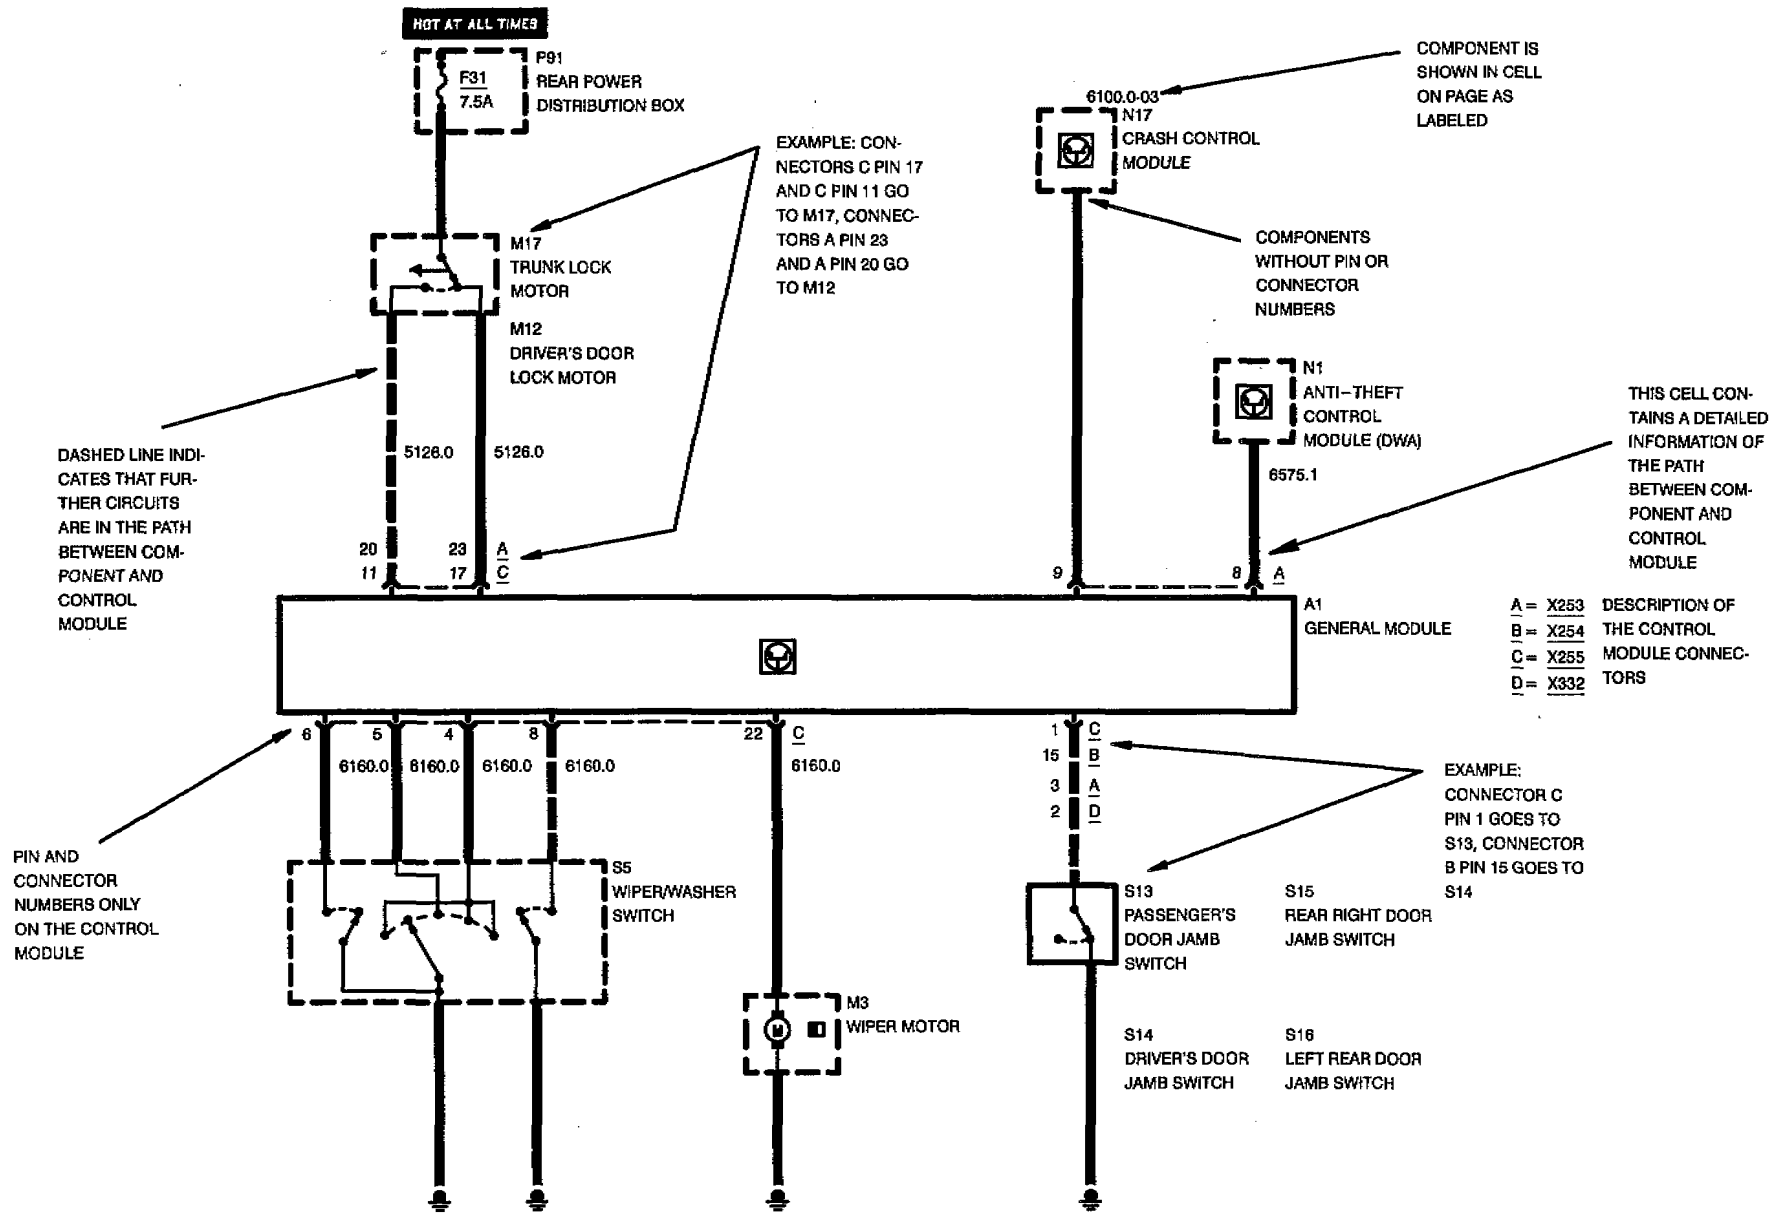 HOT AT ALL TIMES
P91
REAR POWER
DISTRIBUTION BOX
F31
7.5A
COMPONENT IS
SHOWN IN CELL
ON PAGE AS
LABELED
6100.0-03
N17
CRASH CONTROL
MODULE
EXAMPLE: CON-
NECTORS C PIN 17
AND C PIN 11 GO
TO M17, CONNEC-
TORS A PIN 23
AND A PIN 20 GO
TO M12
M17
TRUNK LOCK
MOTOR
M12
DRIVER'S DOOR
LOCK MOTOR
COMPONENTS
WITHOUT PIN OR
CONNECTOR
NUMBERS
N1
ANTI-THEFT
CONTROL
MODULE (DWA)
6575.1
THIS CELL CON-
TAINS A DETAILED
INFORMATION OF
THE PATH
BETWEEN COM-
PONENT AND
CONTROL
MODULE
DASHED LINE INDI-
CATES THAT FUR-
THER CIRCUITS
ARE IN THE PATH
BETWEEN COM-
PONENT AND
CONTROL
MODULE
5126.0 5126.0
20 23 A
11 17 C
9 8 A
A1
GENERAL MODULE
A = X253
B = X254
C = X255
D = X332
DESCRIPTION OF
THE CONTROL
MODULE CONNEC-
TORS
6 5 4 8 22 C
6160.0 6160.0 6160.0 6160.0 6160.0
1 C
15 B
3 A
2 D
EXAMPLE:
CONNECTOR C
PIN 1 GOES TO
S13, CONNECTOR
B PIN 15 GOES TO
S14
PIN AND
CONNECTOR
NUMBERS ONLY
ON THE CONTROL
MODULE
S5
WIPER/WASHER
SWITCH
M3
WIPER MOTOR
M
S13
PASSENGER'S
DOOR JAMB
SWITCH
S15
REAR RIGHT DOOR
JAMB SWITCH
S14
DRIVER'S DOOR
JAMB SWITCH
S16
LEFT REAR DOOR
JAMB SWITCH